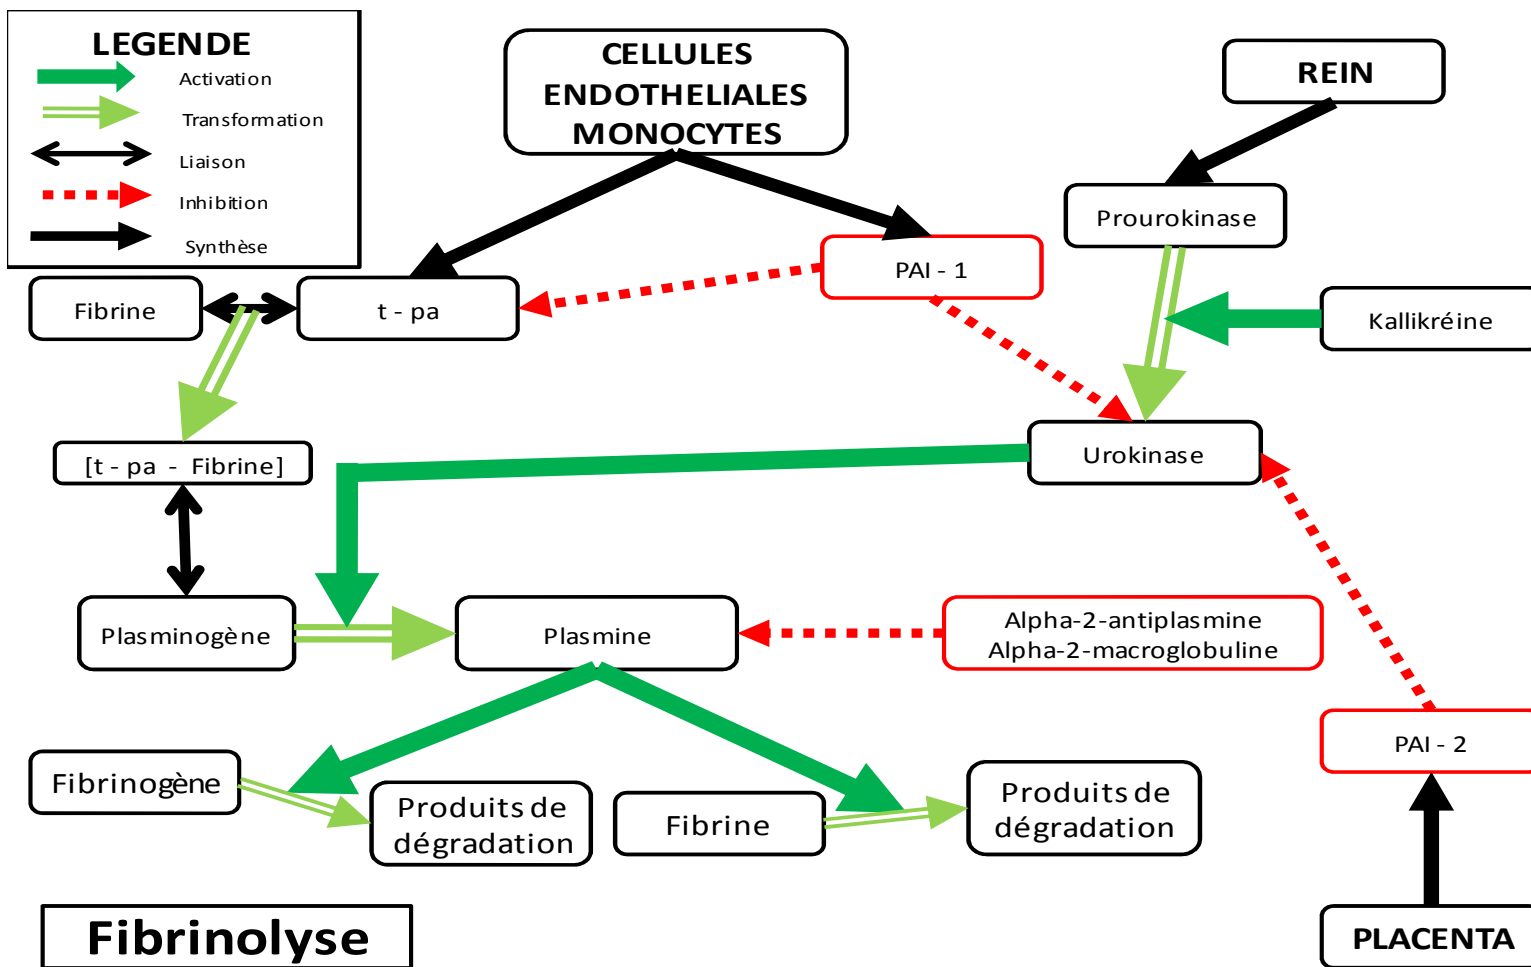 LEGENDE
Activation
Transformation
Liaison
Inhibition
Synthèse
CELLULES
ENDOTHELIALES
MONOCYTES
REIN
Prourokinase
PAI - 1
Fibrine
t - pa
Kallikréine
[t - pa - Fibrine]
Urokinase
Plasminogène
Plasmine
Alpha-2-antiplasmine
Alpha-2-macroglobuline
PAI - 2
Fibrinogène
Produits de
dégradation
Fibrine
Produits de
dégradation
Fibrinolyse
PLACENTA